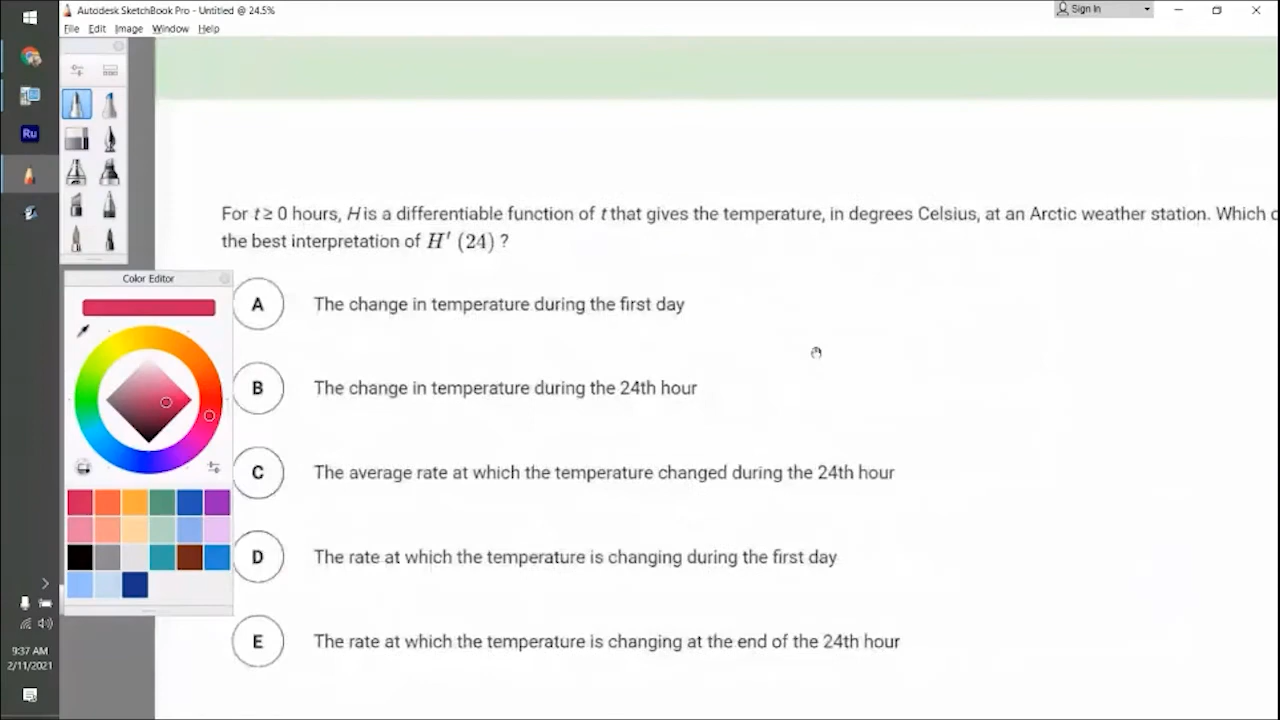 Autodesk SketchBook Pro - Untitled @ 24.5%
Sign In
File Edit Image Window Help
Ru
Color Editor
For t ≥ 0 hours, H is a differentiable function of t that gives the temperature, in degrees Celsius, at an Arctic weather station. Which
the best interpretation of H′ (24) ?
A The change in temperature during the first day
B The change in temperature during the 24th hour
C The average rate at which the temperature changed during the 24th hour
D The rate at which the temperature is changing during the first day
E The rate at which the temperature is changing at the end of the 24th hour
9:37 AM
2/11/2021